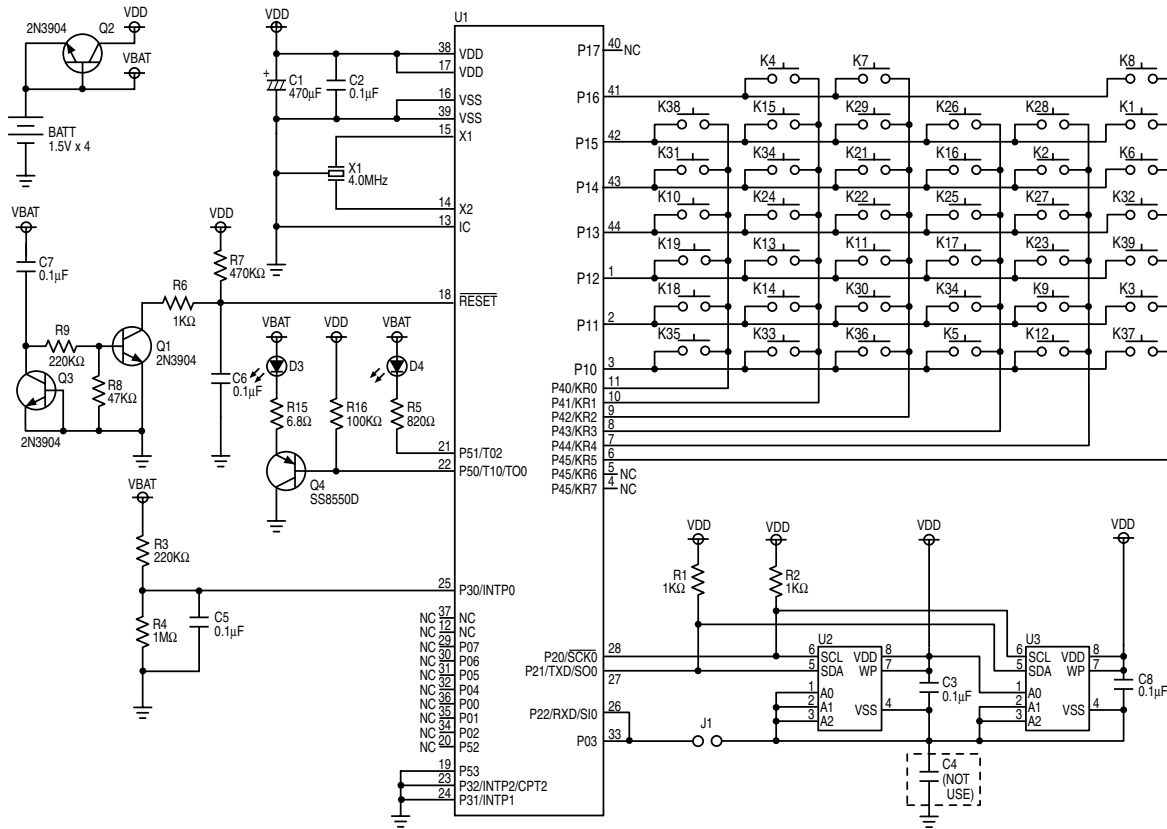 VDD
2N3904 Q2
VBAT
BATT
1.5V x 4
VDD
C1
470µF
+
C2
0.1µF
X1
4.0MHz
U1
38 VDD
17 VDD
16 VSS
39 VSS
15 X1
14 X2
13 IC
18 RESET
21 P51/T02
22 P50/T10/TO0
25 P30/INTP0
NC 37 NC
NC 12 NC
NC 29 P07
NC 30 P06
NC 31 P05
NC 32 P04
NC 36 P00
NC 35 P01
NC 34 P02
NC 20 P52
19 P53
23 P32/INTP2/CPT2
24 P31/INTP1
VBAT
C7
0.1µF
VDD
R7
470KΩ
R6
1KΩ
R9
220KΩ
Q1
2N3904
Q3
2N3904
R8
47KΩ
C6
0.1µF
VBAT
D3
R15
6.8Ω
VDD
R16
100KΩ
VBAT
D4
R5
820Ω
Q4
SS8550D
VBAT
R3
220KΩ
R4
1MΩ
C5
0.1µF
P17 40 NC
P16 41
P15 42
P14 43
P13 44
P12 1
P11 2
P10 3
P40/KR0 11
P41/KR1 10
P42/KR2 9
P43/KR3 8
P44/KR4 7
P45/KR5 6
P45/KR6 5 NC
P45/KR7 4 NC
K4 K7 K8
K38 K15 K29 K26 K28 K1
K31 K34 K21 K16 K2 K6
K10 K24 K22 K25 K27 K32
K19 K13 K11 K17 K23 K39
K18 K14 K30 K34 K9 K3
K35 K33 K36 K5 K12 K37
P20/SCK0 28
P21/TXD/SO0 27
P22/RXD/SI0 26
P03 33
J1
VDD
R1
1KΩ
VDD
R2
1KΩ
VDD
VDD
U2
6 SCL VDD 8
5 SDA WP 7
1 A0
2 A1
3 A2
VSS 4
C3
0.1µF
U3
6 SCL VDD 8
5 SDA WP 7
1 A0
2 A1
3 A2
VSS 4
C8
0.1µF
C4
(NOT
USE)